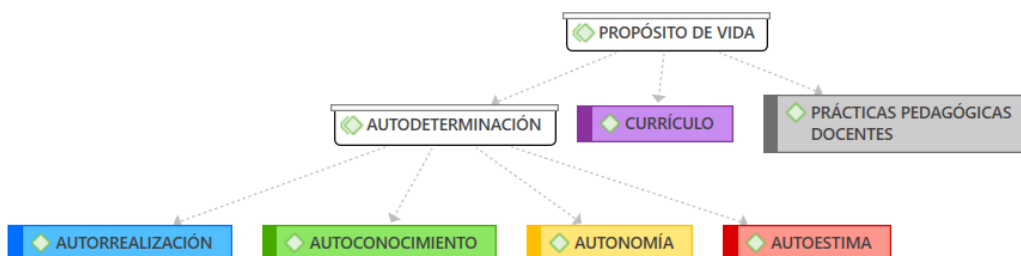 PROPÓSITO DE VIDA
AUTODETERMINACIÓN
CURRÍCULO
PRÁCTICAS PEDAGÓGICAS
DOCENTES
AUTORREALIZACIÓN
AUTOCONOCIMIENTO
AUTONOMÍA
AUTOESTIMA